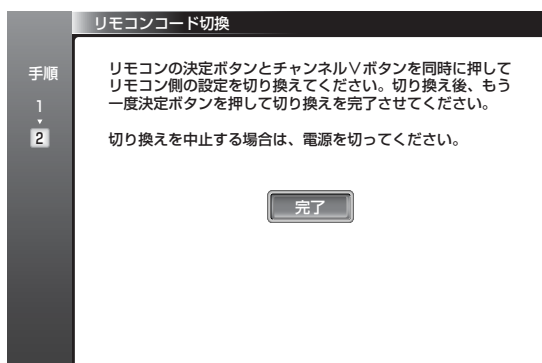 リモコンコード切換
手順
1
2
リモコンの決定ボタンとチャンネル∨ボタンを同時に押して
リモコン側の設定を切り換えてください。切り換え後、もう
一度決定ボタンを押して切り換えを完了させてください。
切り換えを中止する場合は、電源を切ってください。
完了